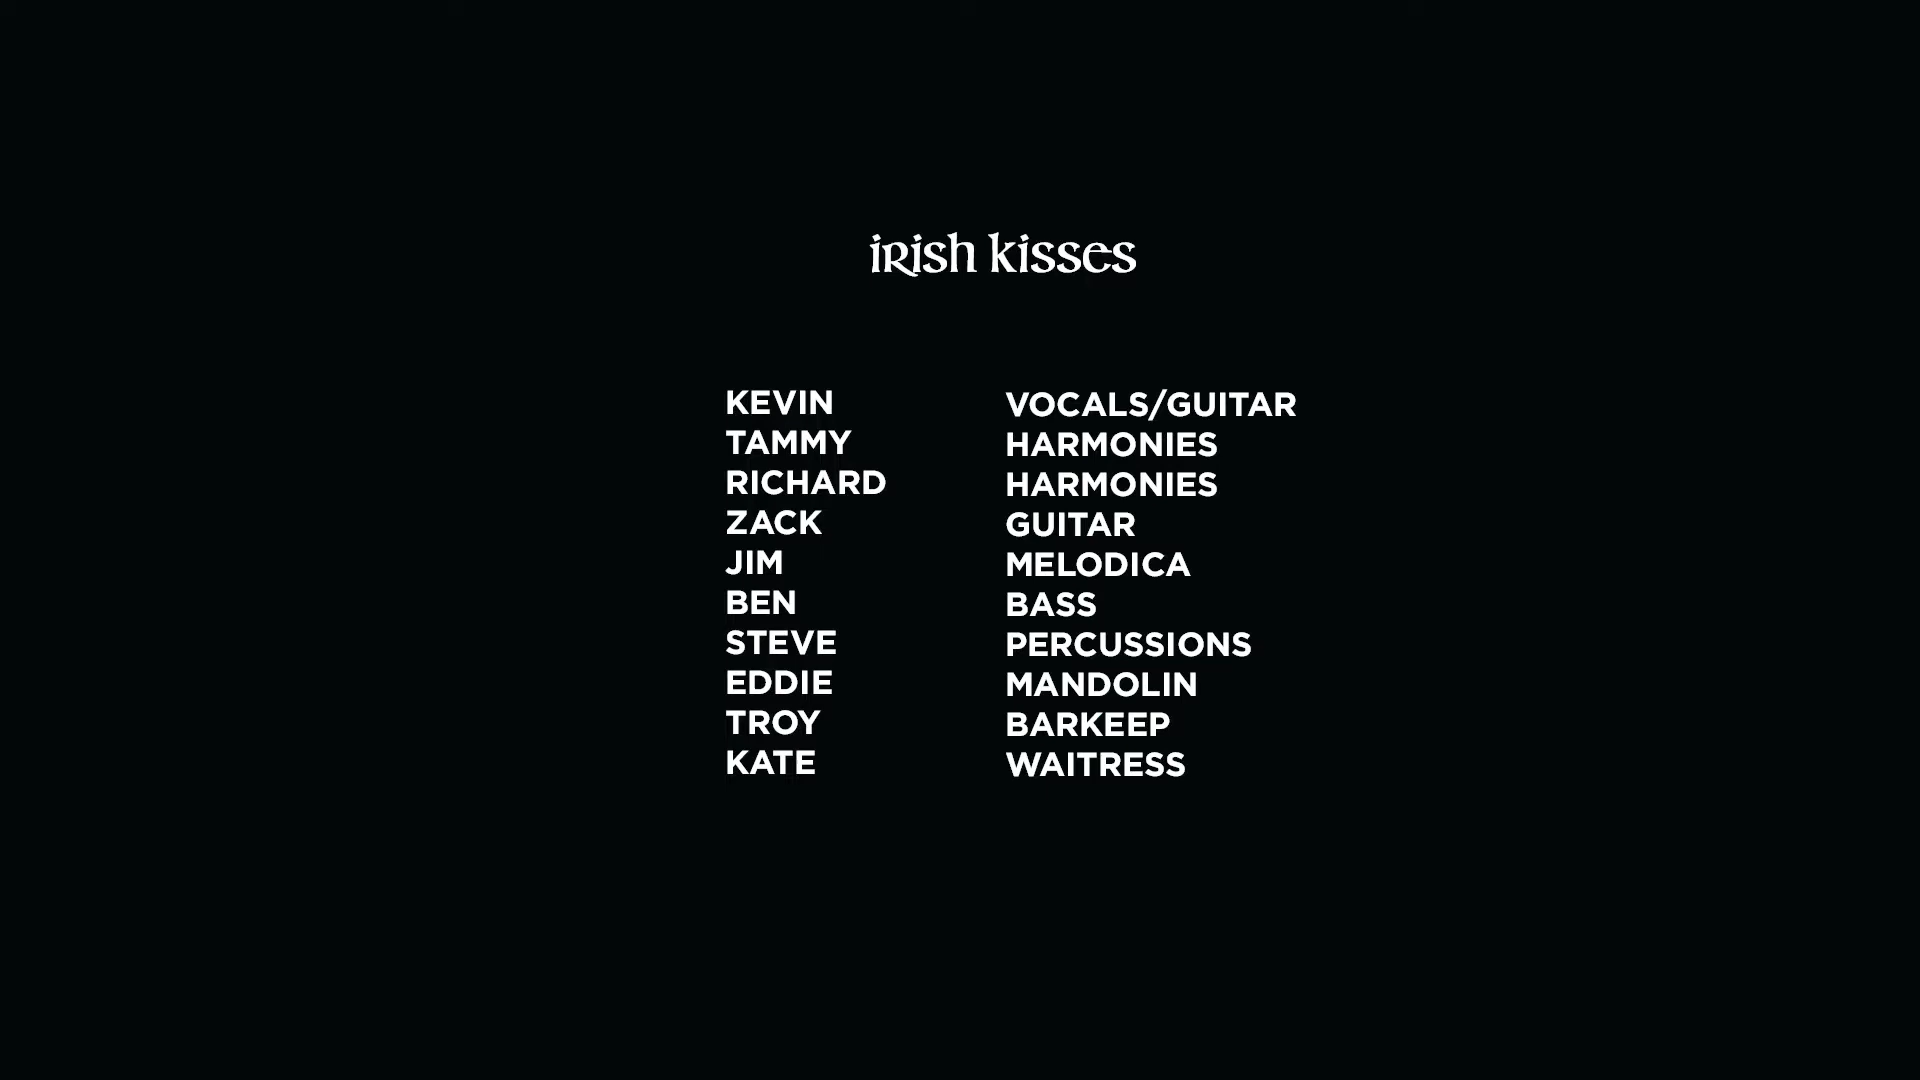 irish kisses
KEVIN VOCALS/GUITAR
TAMMY HARMONIES
RICHARD HARMONIES
ZACK GUITAR
JIM MELODICA
BEN BASS
STEVE PERCUSSIONS
EDDIE MANDOLIN
TROY BARKEEP
KATE WAITRESS